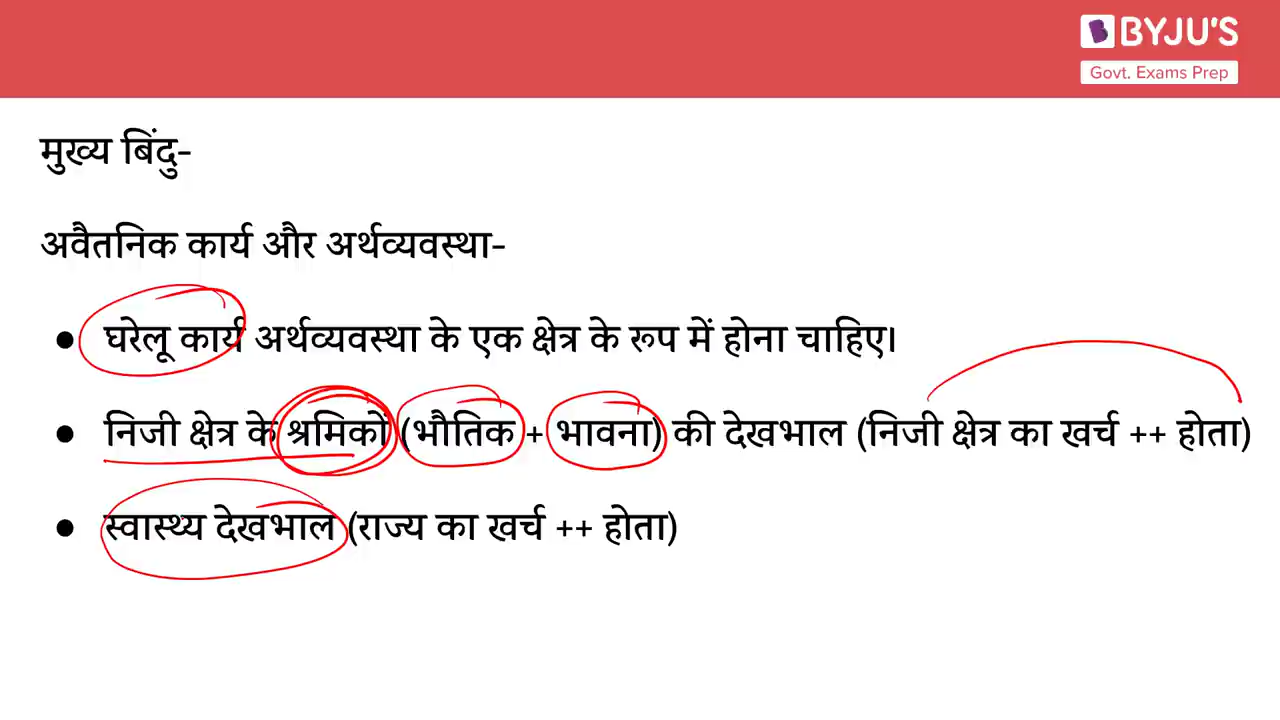 BYJU'S
Govt. Exams Prep
मुख्य बिंदु-
अवैतनिक कार्य और अर्थव्यवस्था-
● घरेलू कार्य अर्थव्यवस्था के एक क्षेत्र के रूप में होना चाहिए।
● निजी क्षेत्र के श्रमिकों (भौतिक + भावना) की देखभाल (निजी क्षेत्र का खर्च ++ होता)
● स्वास्थ्य देखभाल (राज्य का खर्च ++ होता)